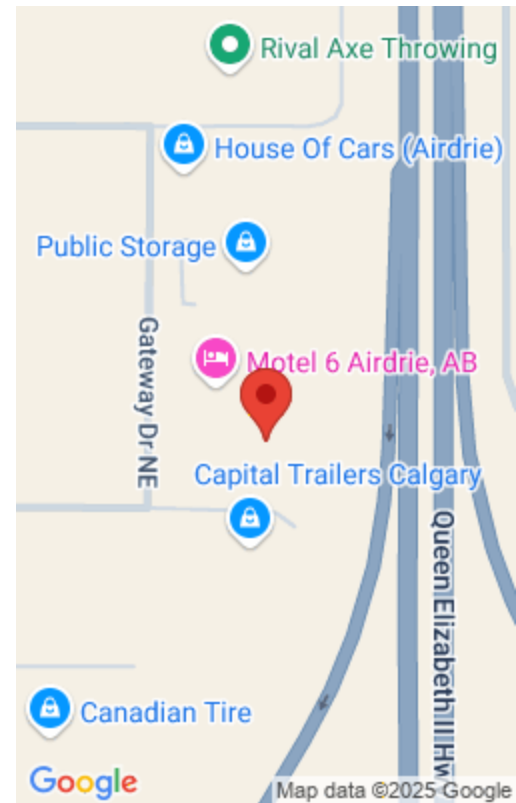 Rival Axe Throwing
House Of Cars (Airdrie)
Public Storage
Gateway Dr NE
Motel 6 Airdrie, AB
Capital Trailers Calgary
Queen Elizabeth II Hw
Canadian Tire
Google
Map data ©2025 Google